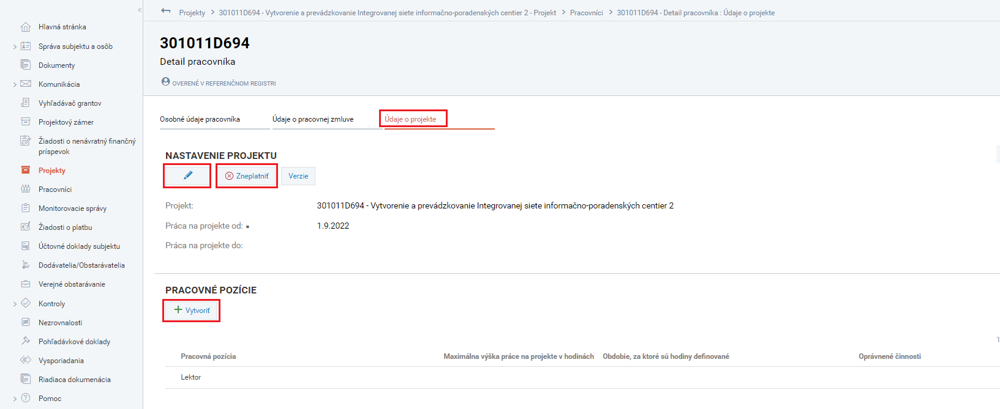 Projekty > 301011D694 - Vytvorenie a prevádzkovanie Integrovanej siete informačno-poradenských centier 2 - Projekt > Pracovníci > 301011D694 - Detail pracovníka : Údaje o projekte
Hlavná stránka
Správa subjektu a osôb
Dokumenty
Komunikácia
Vyhľadávač grantov
Projektový zámer
Žiadosti o nenávratný finančný
príspevok
Projekty
Pracovníci
Monitorovacie správy
Žiadosti o platbu
Účtovné doklady subjektu
Dodávatelia/Obstarávatelia
Verejné obstarávanie
Kontroly
Nezrovnalosti
Pohľadávkové doklady
Vysporiadania
Riadiaca dokumenácia
Pomoc
301011D694
Detail pracovníka
OVERENÉ V REFERENČNOM REGISTRI
Osobné údaje pracovníka Údaje o pracovnej zmluve Údaje o projekte
NASTAVENIE PROJEKTU
Zneplatniť Verzie
Projekt: 301011D694 - Vytvorenie a prevádzkovanie Integrovanej siete informačno-poradenských centier 2
Práca na projekte od: • 1.9.2022
Práca na projekte do:
PRACOVNÉ POZÍCIE
Vytvoriť
1
Pracovná pozícia Maximálna výška práce na projekte v hodinách Obdobie, za ktoré sú hodiny definované Oprávnené činnosti
Lektor